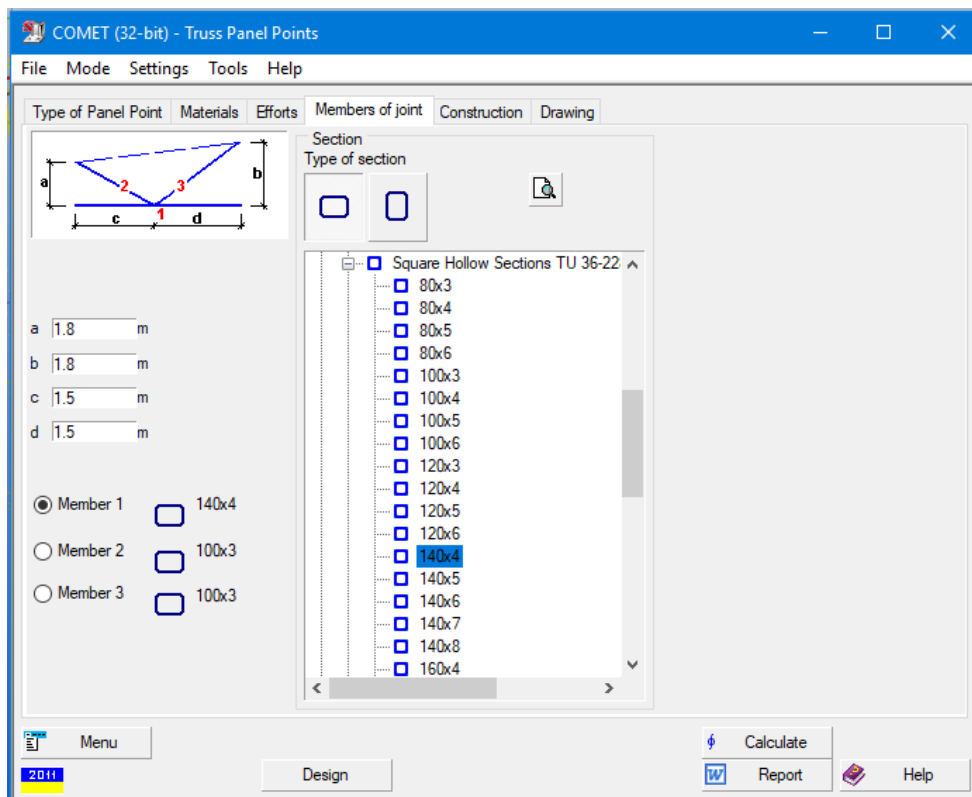 COMET (32-bit) - Truss Panel Points
File Mode Settings Tools Help
Type of Panel Point Materials Efforts Members of joint Construction Drawing
Section
Type of section
a
b
2
3
1
c
d
Square Hollow Sections TU 36-22
80x3
80x4
80x5
80x6
100x3
100x4
100x5
100x6
120x3
120x4
120x5
120x6
140x4
140x5
140x6
140x7
140x8
160x4
a 1.8 m
b 1.8 m
c 1.5 m
d 1.5 m
Member 1 140x4
Member 2 100x3
Member 3 100x3
Menu
2011
Design
Calculate
W Report
Help